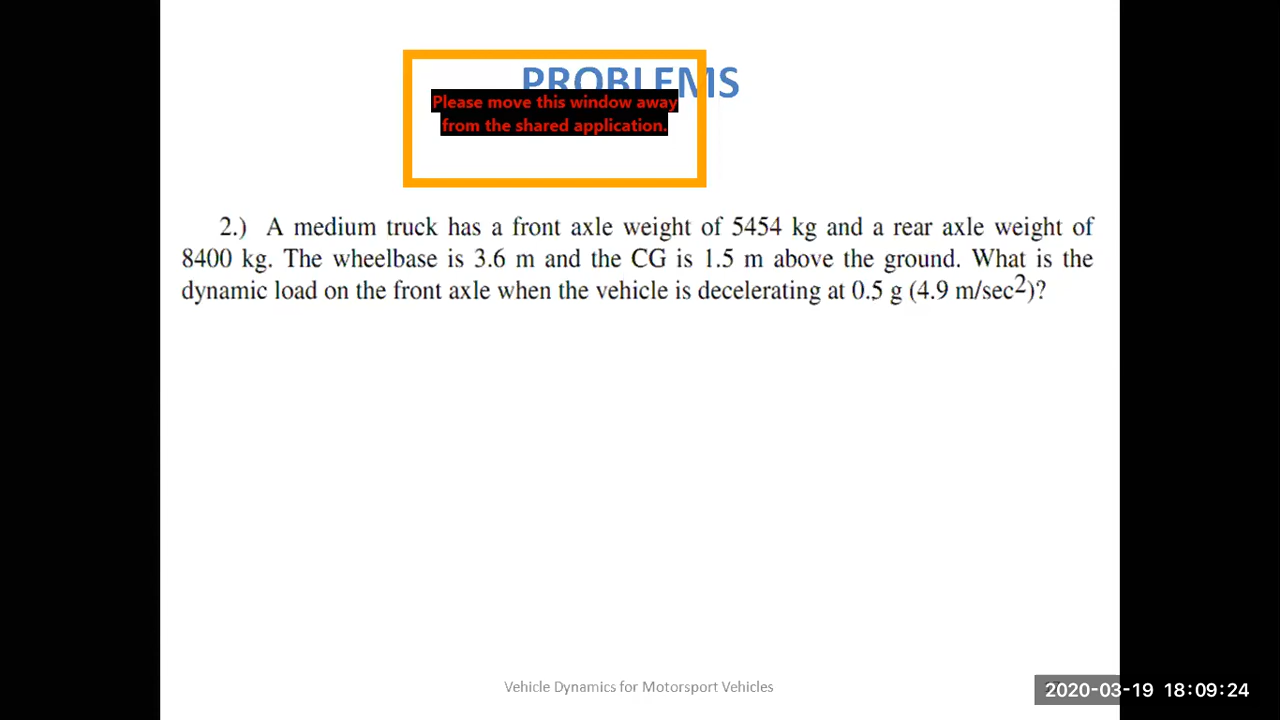 PROBLEMS
Please move this window away
from the shared application.
2.) A medium truck has a front axle weight of 5454 kg and a rear axle weight of
8400 kg. The wheelbase is 3.6 m and the CG is 1.5 m above the ground. What is the
dynamic load on the front axle when the vehicle is decelerating at 0.5 g (4.9 m/sec2)?
Vehicle Dynamics for Motorsport Vehicles
2020-03-19 18:09:24